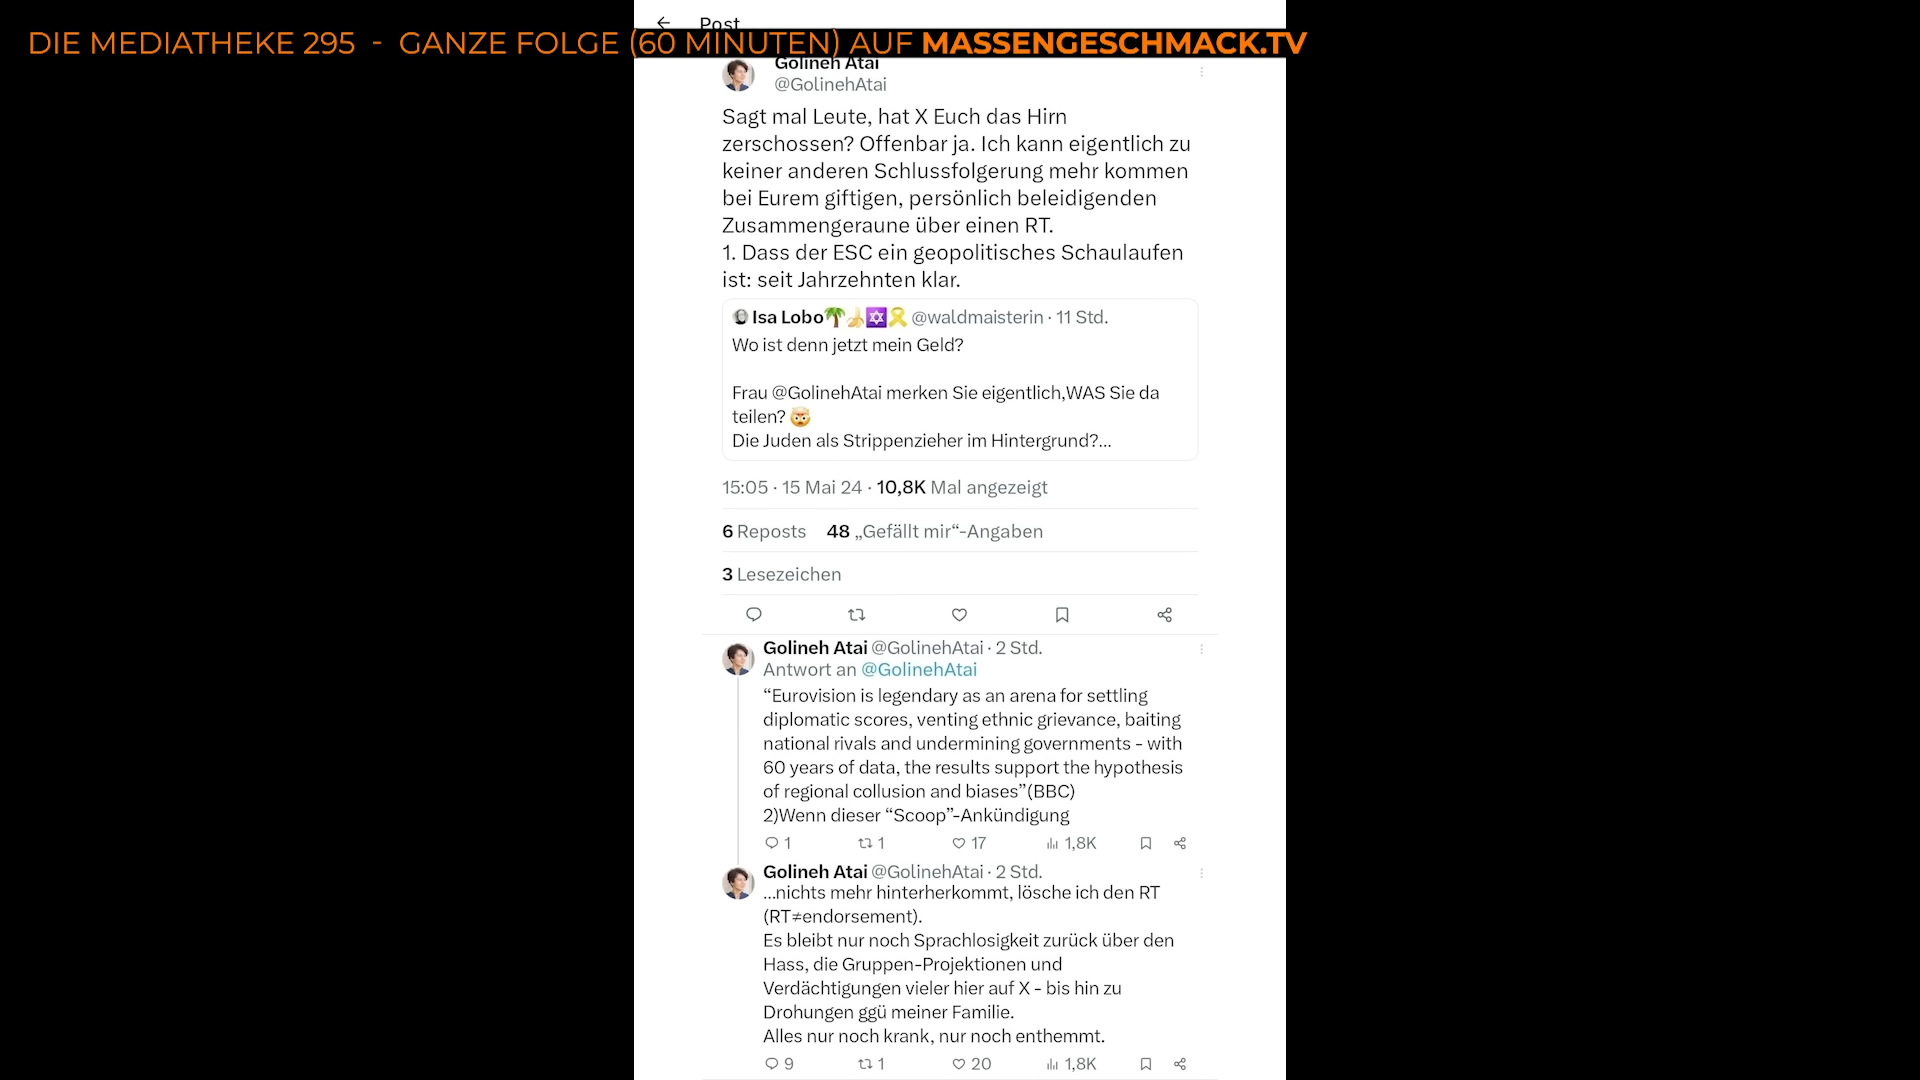 ← Post
DIE MEDIATHEKE 295 - GANZE FOLGE (60 MINUTEN) AUF MASSENGESCHMACK.TV
Golineh Atai
@GolinehAtai
Sagt mal Leute, hat X Euch das Hirn
zerschossen? Offenbar ja. Ich kann eigentlich zu
keiner anderen Schlussfolgerung mehr kommen
bei Eurem giftigen, persönlich beleidigenden
Zusammengeraune über einen RT.
1. Dass der ESC ein geopolitisches Schaulaufen
ist: seit Jahrzehnten klar.
Isa Lobo🌴🍌🔯🎗️ @waldmaisterin · 11 Std.
Wo ist denn jetzt mein Geld?
Frau @GolinehAtai merken Sie eigentlich,WAS Sie da
teilen? 🤯
Die Juden als Strippenzieher im Hintergrund?...
15:05 · 15 Mai 24 · 10,8K Mal angezeigt
6 Reposts 48 „Gefällt mir“-Angaben
3 Lesezeichen
Golineh Atai @GolinehAtai · 2 Std.
Antwort an @GolinehAtai
“Eurovision is legendary as an arena for settling
diplomatic scores, venting ethnic grievance, baiting
national rivals and undermining governments - with
60 years of data, the results support the hypothesis
of regional collusion and biases”(BBC)
2)Wenn dieser “Scoop”-Ankündigung
1 1 17 1,8K
Golineh Atai @GolinehAtai · 2 Std.
...nichts mehr hinterherkommt, lösche ich den RT
(RT≠endorsement).
Es bleibt nur noch Sprachlosigkeit zurück über den
Hass, die Gruppen-Projektionen und
Verdächtigungen vieler hier auf X - bis hin zu
Drohungen ggü meiner Familie.
Alles nur noch krank, nur noch enthemmt.
9 1 20 1,8K